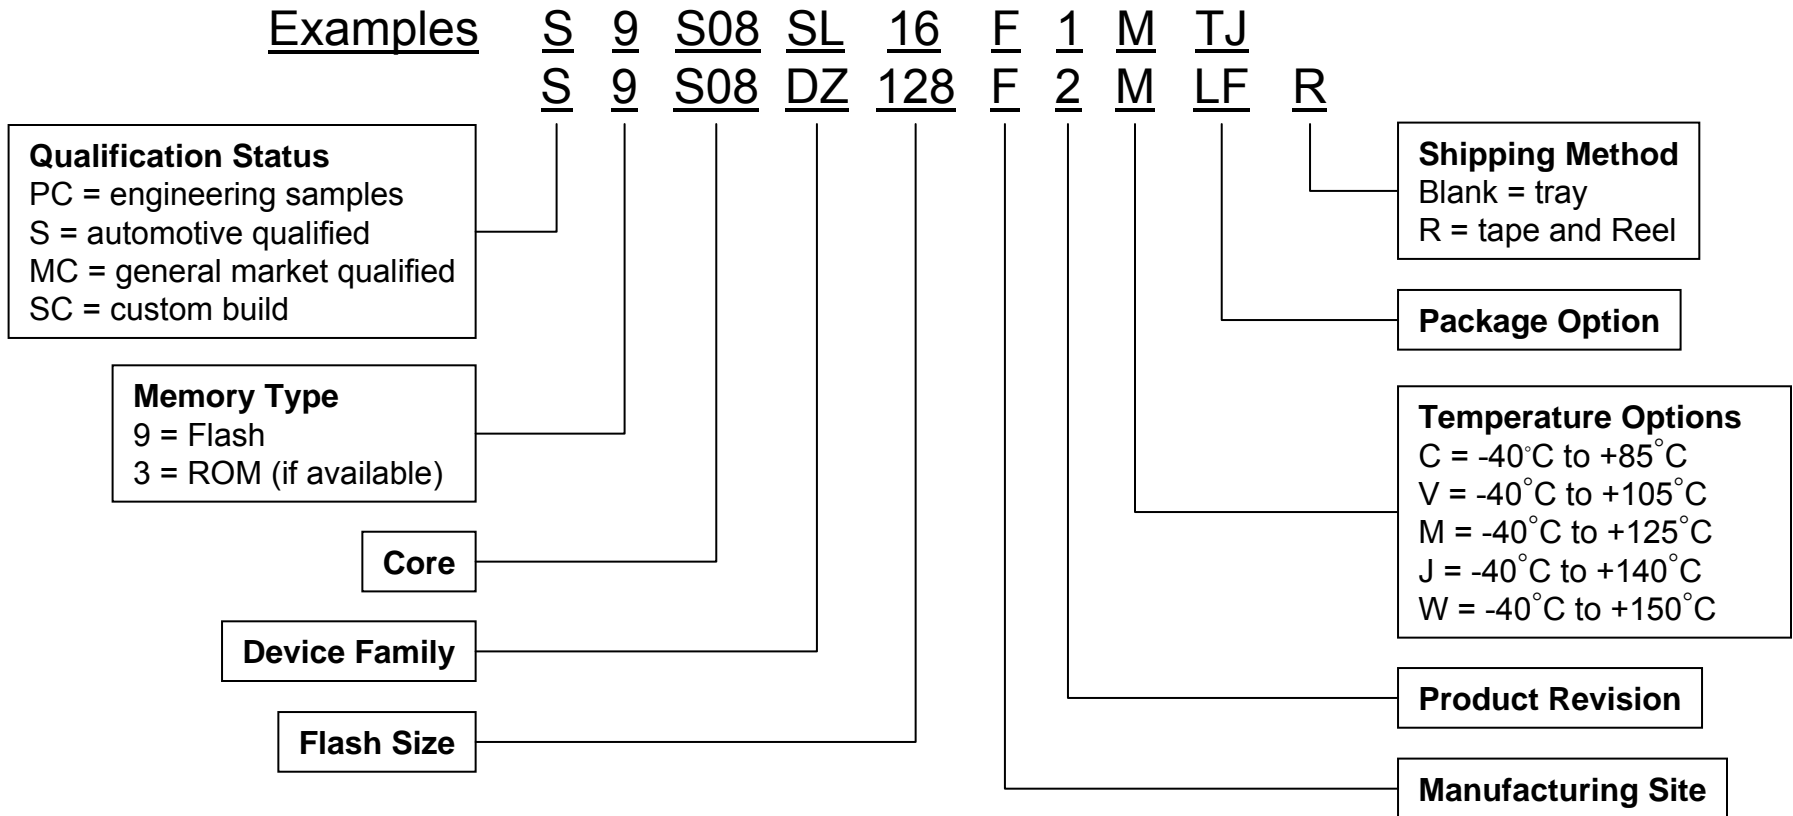 Examples S 9 S08 SL 16 F 1 M TJ
S 9 S08 DZ 128 F 2 M LF R
Qualification Status
PC = engineering samples
S = automotive qualified
MC = general market qualified
SC = custom build
Memory Type
9 = Flash
3 = ROM (if available)
Core
Device Family
Flash Size
Shipping Method
Blank = tray
R = tape and Reel
Package Option
Temperature Options
C = -40°C to +85°C
V = -40°C to +105°C
M = -40°C to +125°C
J = -40°C to +140°C
W = -40°C to +150°C
Product Revision
Manufacturing Site